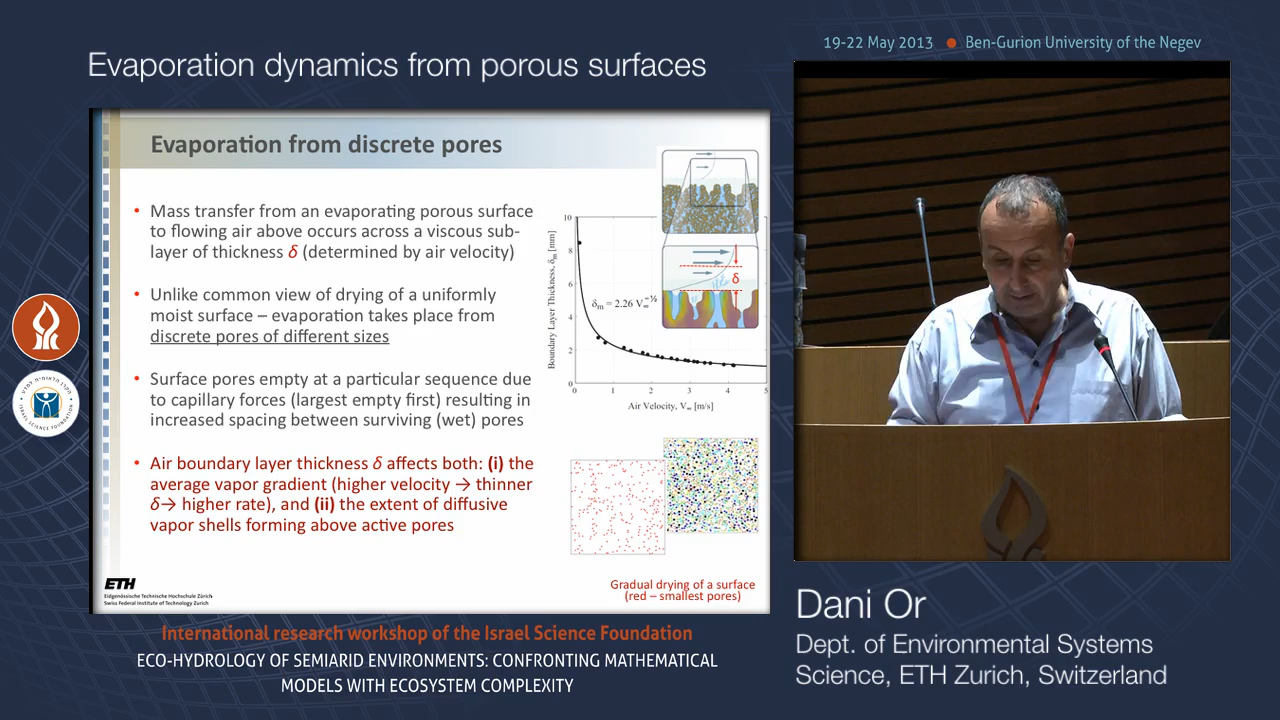 19-22 May 2013 ● Ben-Gurion University of the Negev
Evaporation dynamics from porous surfaces
Evaporation from discrete pores
• Mass transfer from an evaporating porous surface
to flowing air above occurs across a viscous sub-
layer of thickness δ (determined by air velocity)
• Unlike common view of drying of a uniformly
moist surface – evaporation takes place from
discrete pores of different sizes
• Surface pores empty at a particular sequence due
to capillary forces (largest empty first) resulting in
increased spacing between surviving (wet) pores
• Air boundary layer thickness δ affects both: (i) the
average vapor gradient (higher velocity → thinner
δ→ higher rate), and (ii) the extent of diffusive
vapor shells forming above active pores
Boundary Layer Thickness, δm [mm]
10
8
6
4
2
0
δm = 2.26 V∞^-½
δ
0 1 2 3 4 5
Air Velocity, V∞ [m/s]
Gradual drying of a surface
(red – smallest pores)
ETH
Eidgenössische Technische Hochschule Zürich
Swiss Federal Institute of Technology Zurich
ISRAEL SCIENCE FOUNDATION
International research workshop of the Israel Science Foundation
ECO-HYDROLOGY OF SEMIARID ENVIRONMENTS: CONFRONTING MATHEMATICAL
MODELS WITH ECOSYSTEM COMPLEXITY
Dani Or
Dept. of Environmental Systems
Science, ETH Zurich, Switzerland